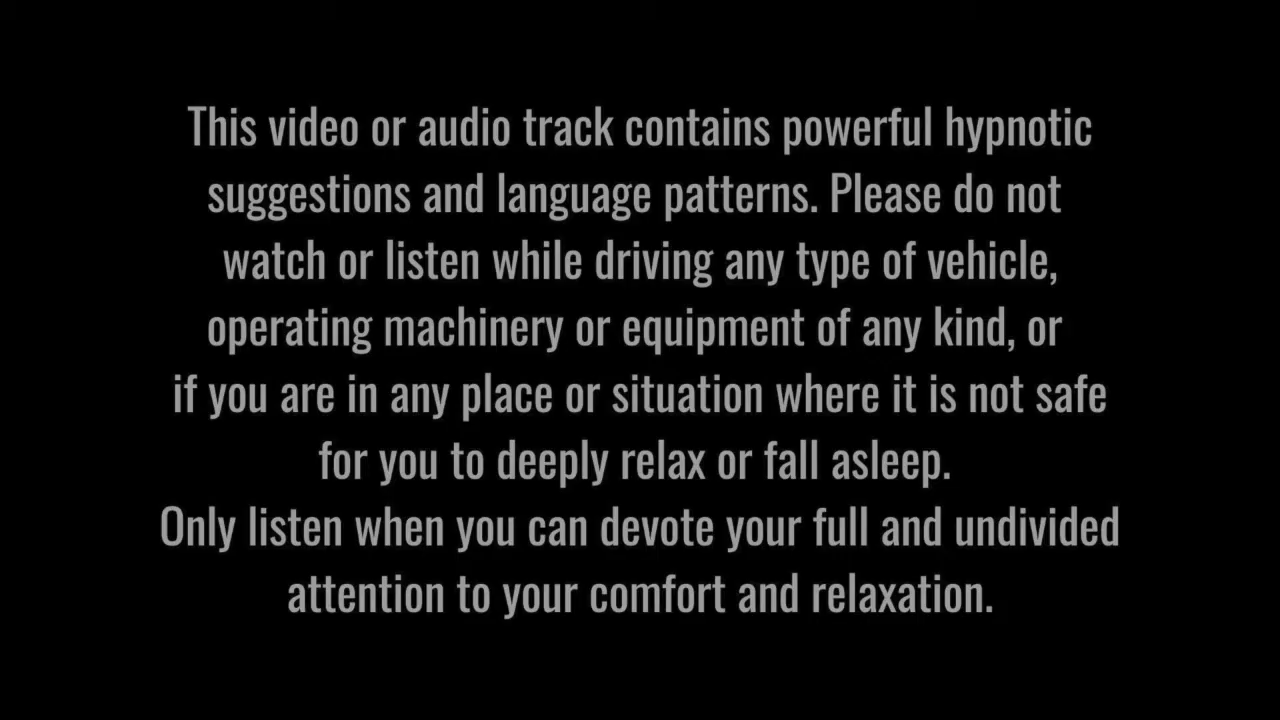 This video or audio track contains powerful hypnotic
suggestions and language patterns. Please do not
watch or listen while driving any type of vehicle,
operating machinery or equipment of any kind, or
if you are in any place or situation where it is not safe
for you to deeply relax or fall asleep.
Only listen when you can devote your full and undivided
attention to your comfort and relaxation.